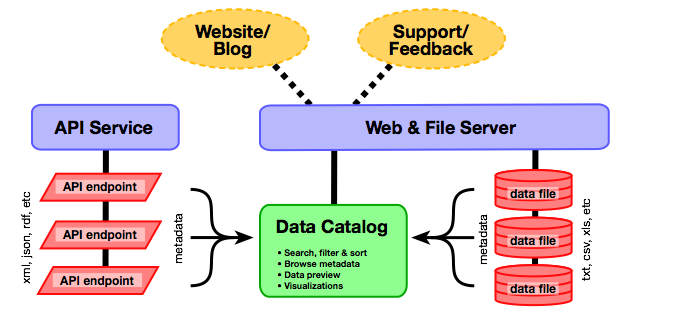 Website/
Blog
Support/
Feedback
API Service
Web & File Server
xml, json, rdf, etc
API endpoint
API endpoint
API endpoint
metadata
Data Catalog
• Search, filter & sort
• Browse metadata
• Data preview
• Visualizations
metadata
data file
data file
data file
txt, csv, xls, etc